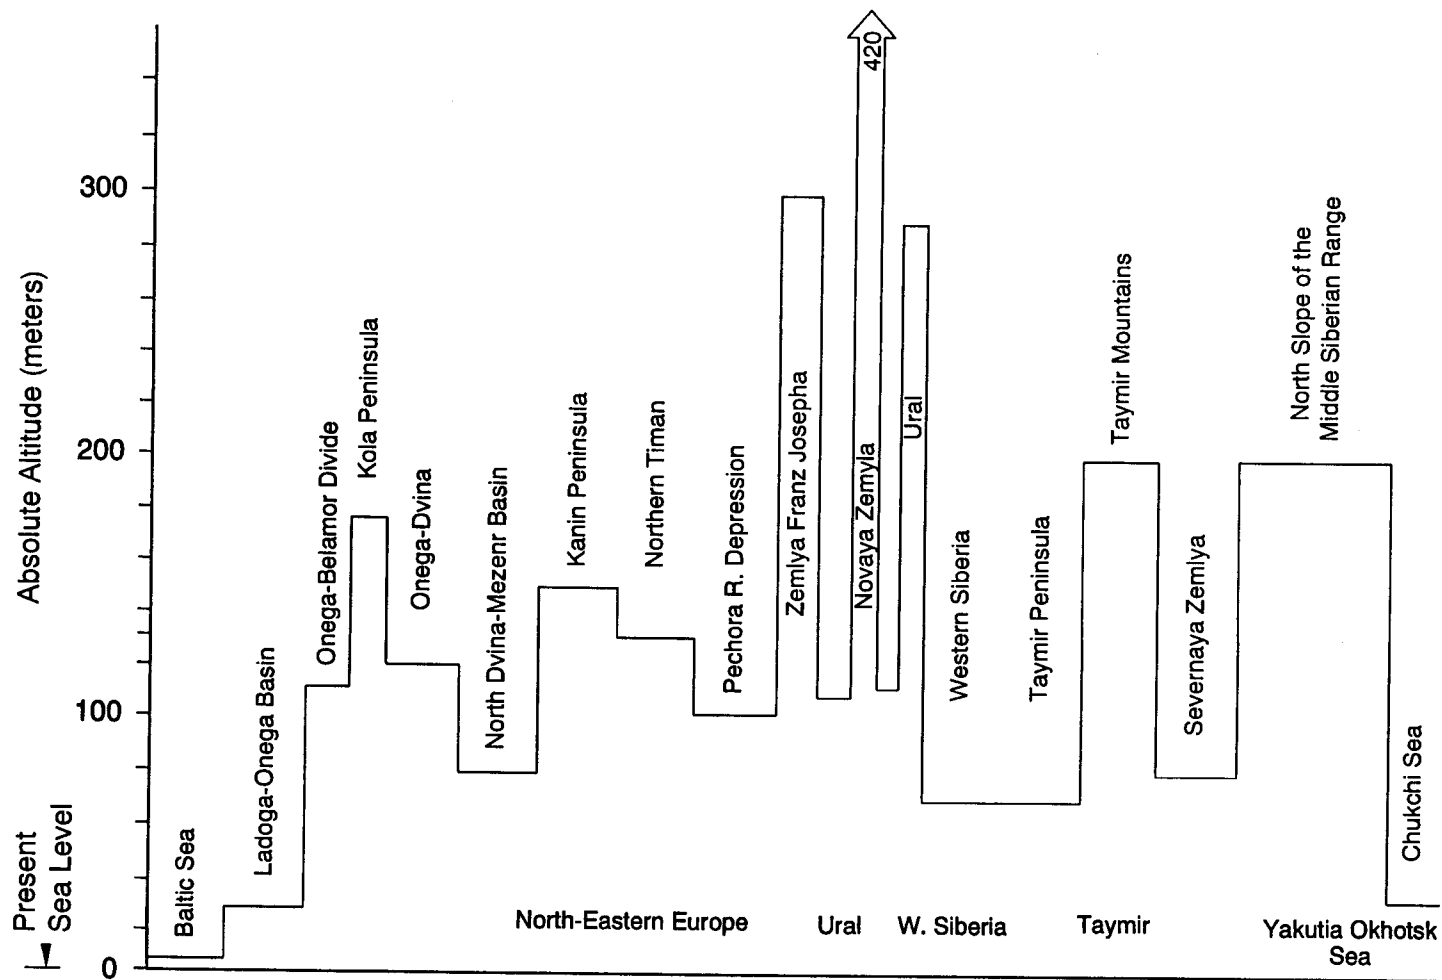 420
300
200
100
0
Absolute Altitude (meters)
Present
Sea Level
Baltic Sea
Ladoga-Onega Basin
Onega-Belamor Divide
Kola Peninsula
Onega-Dvina
North Dvina-Mezenr Basin
Kanin Peninsula
Northern Timan
Pechora R. Depression
Zemlya Franz Josepha
Novaya Zemyla
Ural
Western Siberia
Taymir Peninsula
Taymir Mountains
Severnaya Zemlya
North Slope of the
Middle Siberian Range
Chukchi Sea
North-Eastern Europe
Ural
W. Siberia
Taymir
Yakutia Okhotsk
Sea